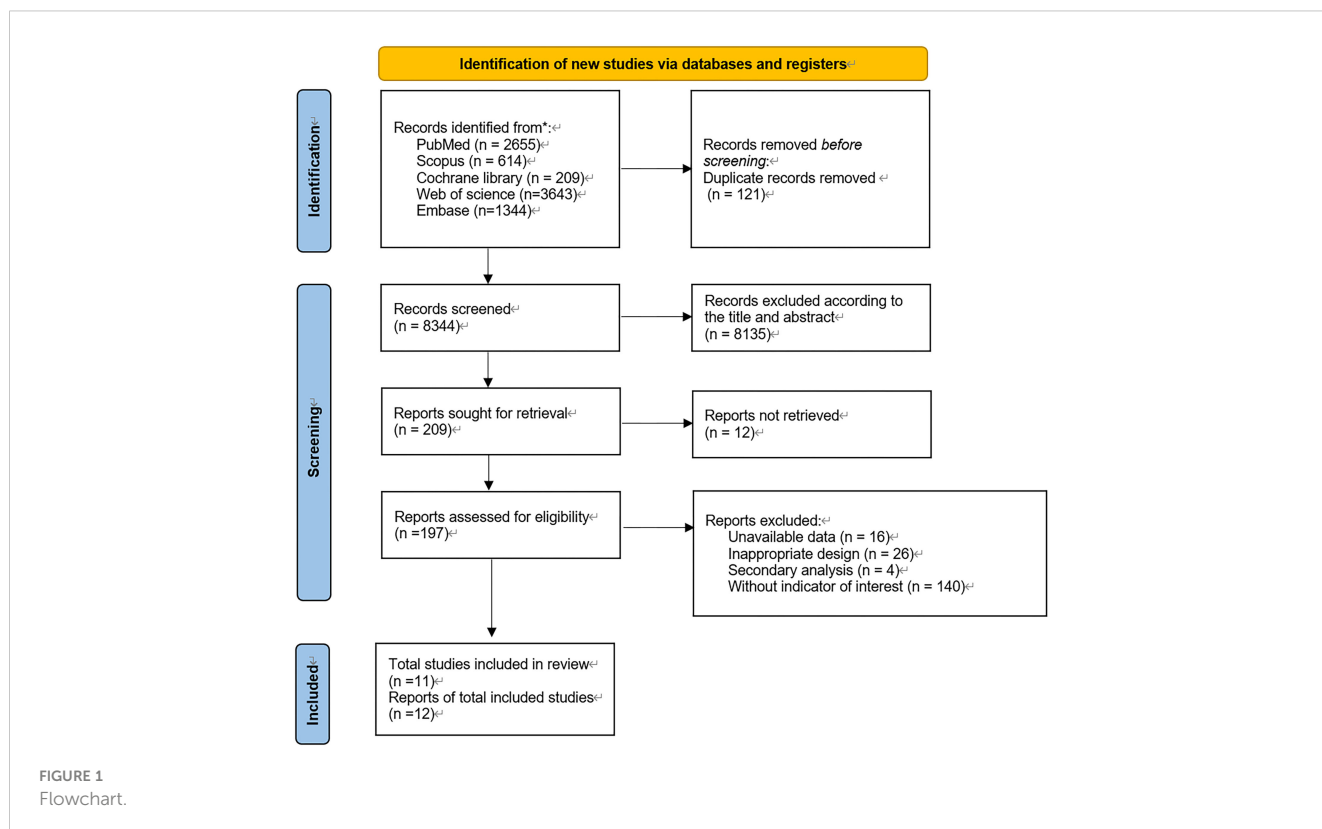 Identification of new studies via databases and registers↵
Identification↵
Records identified from*:↵
PubMed (n = 2655)↵
Scopus (n = 614)↵
Cochrane library (n = 209)↵
Web of science (n=3643)↵
Embase (n=1344)↵
Records removed before
screening:↵
Duplicate records removed ↵
(n = 121)↵
Screening↵
Records screened↵
(n = 8344)↵
Records excluded according to
the title and abstract↵
(n = 8135)↵
Reports sought for retrieval↵
(n = 209)↵
Reports not retrieved↵
(n = 12)↵
Reports assessed for eligibility↵
(n =197)↵
Reports excluded:↵
Unavailable data (n = 16)↵
Inappropriate design (n = 26)↵
Secondary analysis (n = 4)↵
Without indicator of interest (n = 140)↵
Included↵
Total studies included in review↵
(n =11)↵
Reports of total included studies↵
(n =12)↵
FIGURE 1
Flowchart.